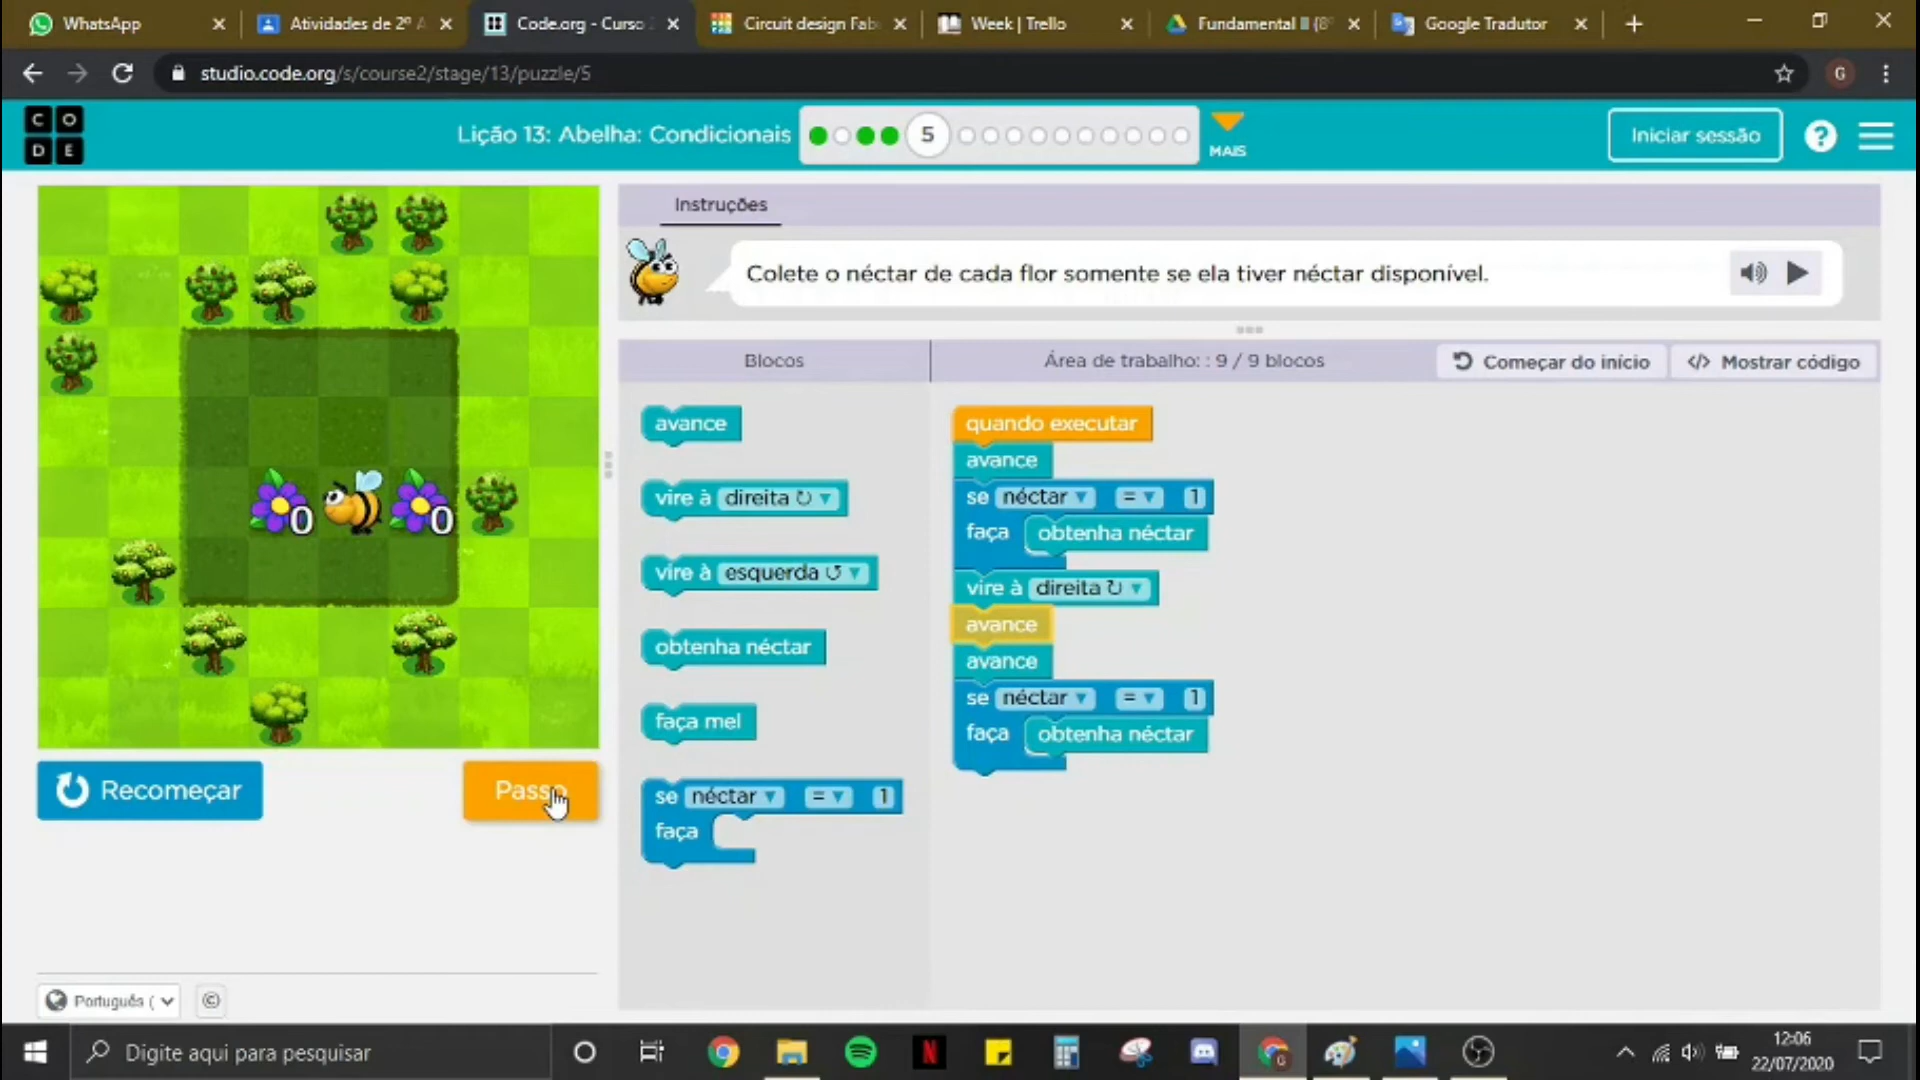 WhatsApp
Atividades de 2º A
Code.org - Curso
Circuit design Fab
Week | Trello
Fundamental II (8º
Google Tradutor
studio.code.org/s/course2/stage/13/puzzle/5
G
C O
D E
Lição 13: Abelha: Condicionais
5
MAIS
Iniciar sessão
?
Instruções
Colete o néctar de cada flor somente se ela tiver néctar disponível.
Blocos
Área de trabalho: : 9 / 9 blocos
Começar do início
</> Mostrar código
avance
vire à direita ↻ ▼
vire à esquerda ↺ ▼
obtenha néctar
faça mel
se néctar ▼ = ▼ 1
faça
quando executar
avance
se néctar ▼ = ▼ 1
faça obtenha néctar
vire à direita ↻ ▼
avance
avance
se néctar ▼ = ▼ 1
faça obtenha néctar
0
0
Recomeçar
Passo
Português (
©
Digite aqui para pesquisar
N
G
12:06
22/07/2020